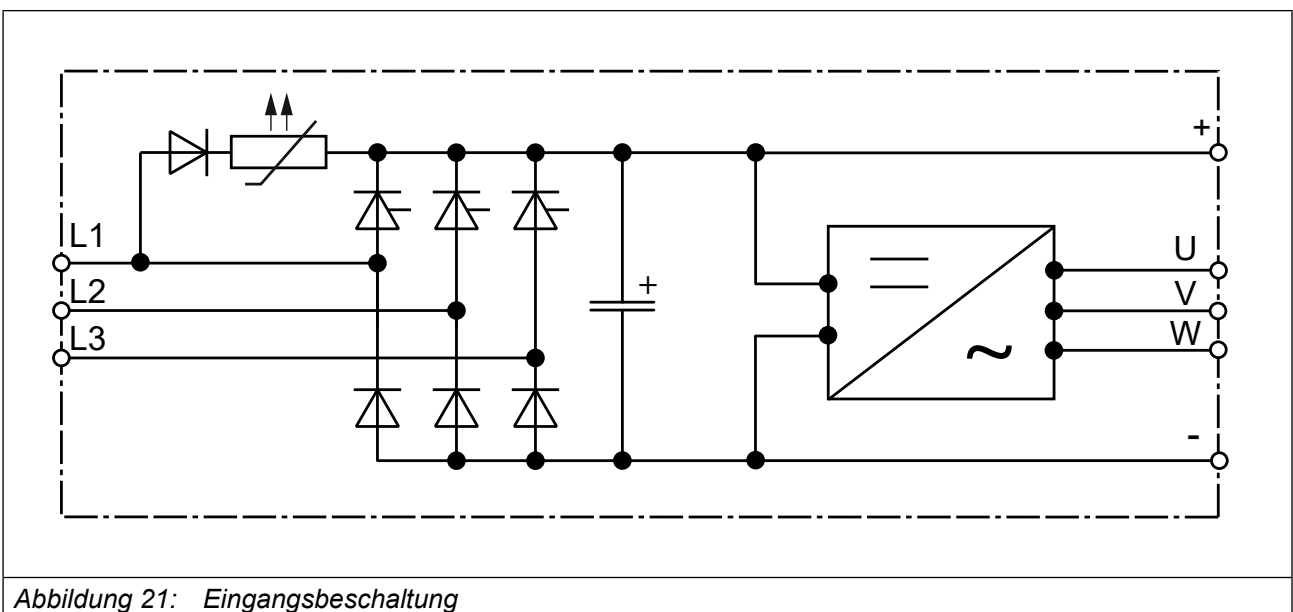 +
L1
U
L2
+
V
L3
W
~
-
Abbildung 21: Eingangsbeschaltung